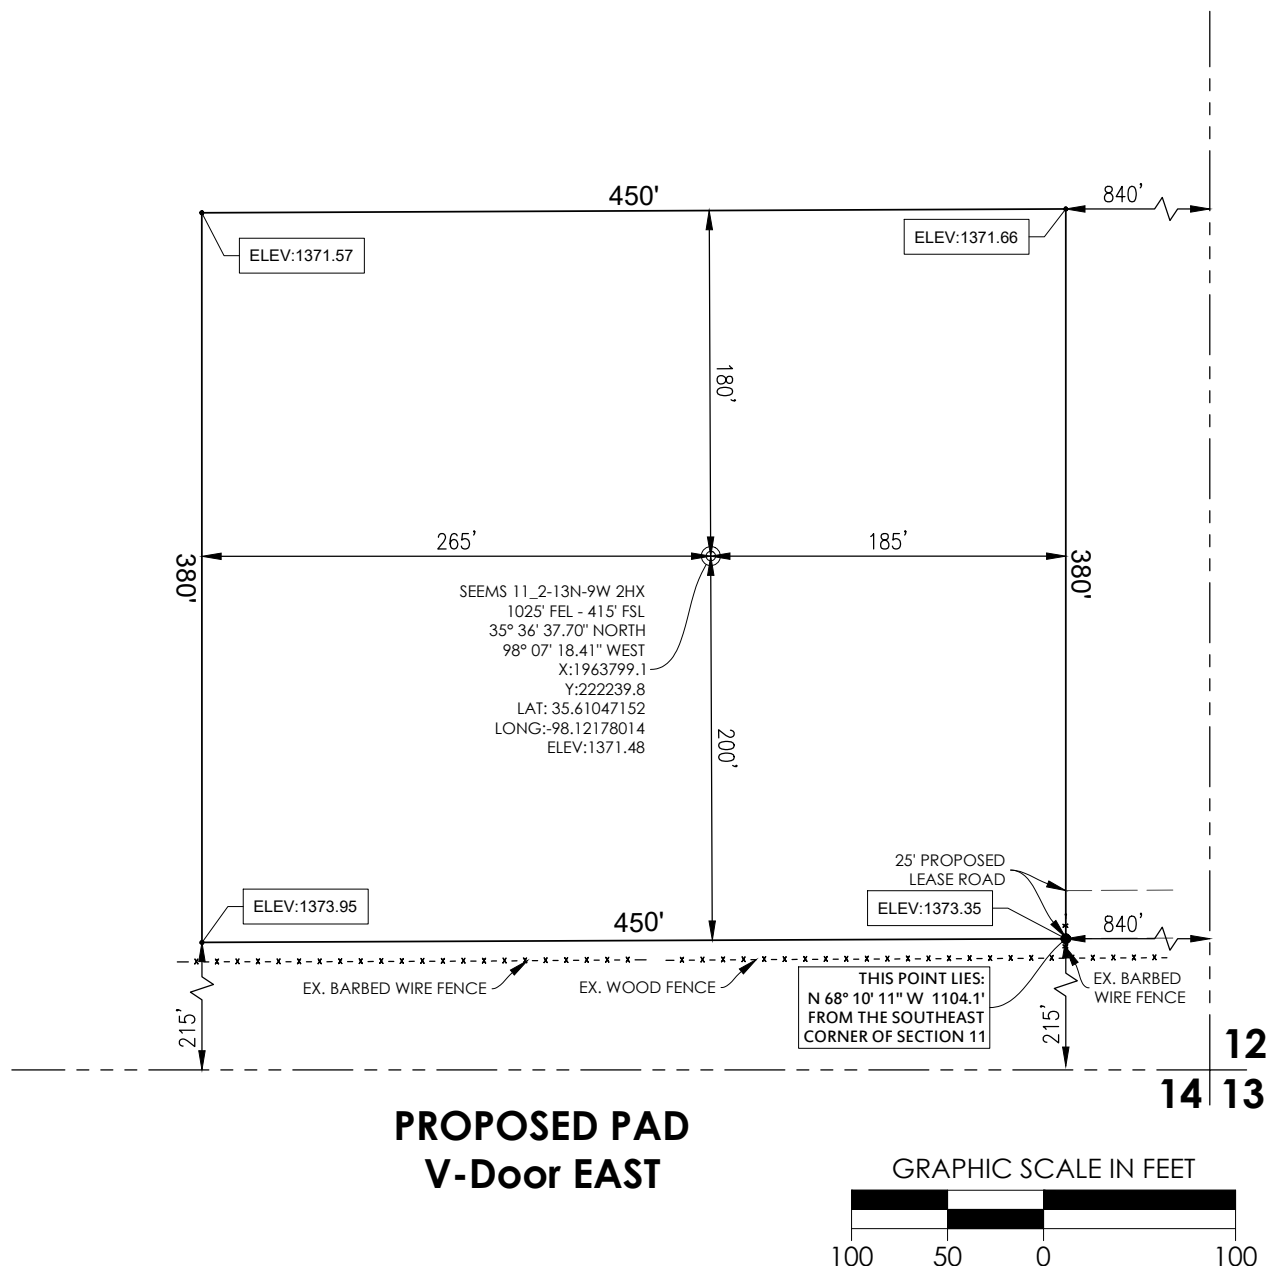 450'
840'
ELEV:1371.57
ELEV:1371.66
180'
265'
185'
380'
380'
SEEMS 11_2-13N-9W 2HX
1025' FEL - 415' FSL
35° 36' 37.70" NORTH
98° 07' 18.41" WEST
X:1963799.1
Y:222239.8
LAT: 35.61047152
LONG:-98.12178014
ELEV:1371.48
200'
25' PROPOSED
LEASE ROAD
ELEV:1373.95
ELEV:1373.35
450'
840'
EX. BARBED WIRE FENCE
EX. WOOD FENCE
THIS POINT LIES:
N 68° 10' 11" W 1104.1'
FROM THE SOUTHEAST
CORNER OF SECTION 11
EX. BARBED
WIRE FENCE
215'
215'
12
14 13
PROPOSED PAD
V-Door EAST
GRAPHIC SCALE IN FEET
100 50 0 100